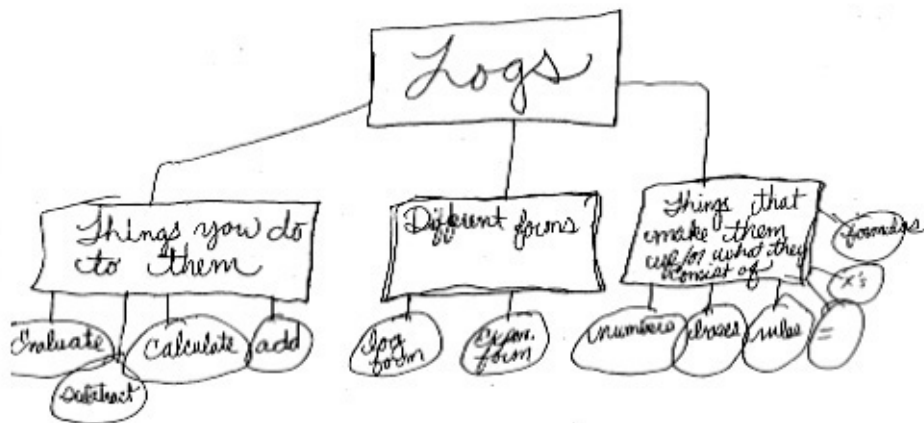 Logs
Things you do
to them
Evaluate
subtract
Calculate
add
Different forms
log
form
Expon.
form
Things that
make them
up/or what they
consist of
formulas
x's
=
numbers
bases
rules